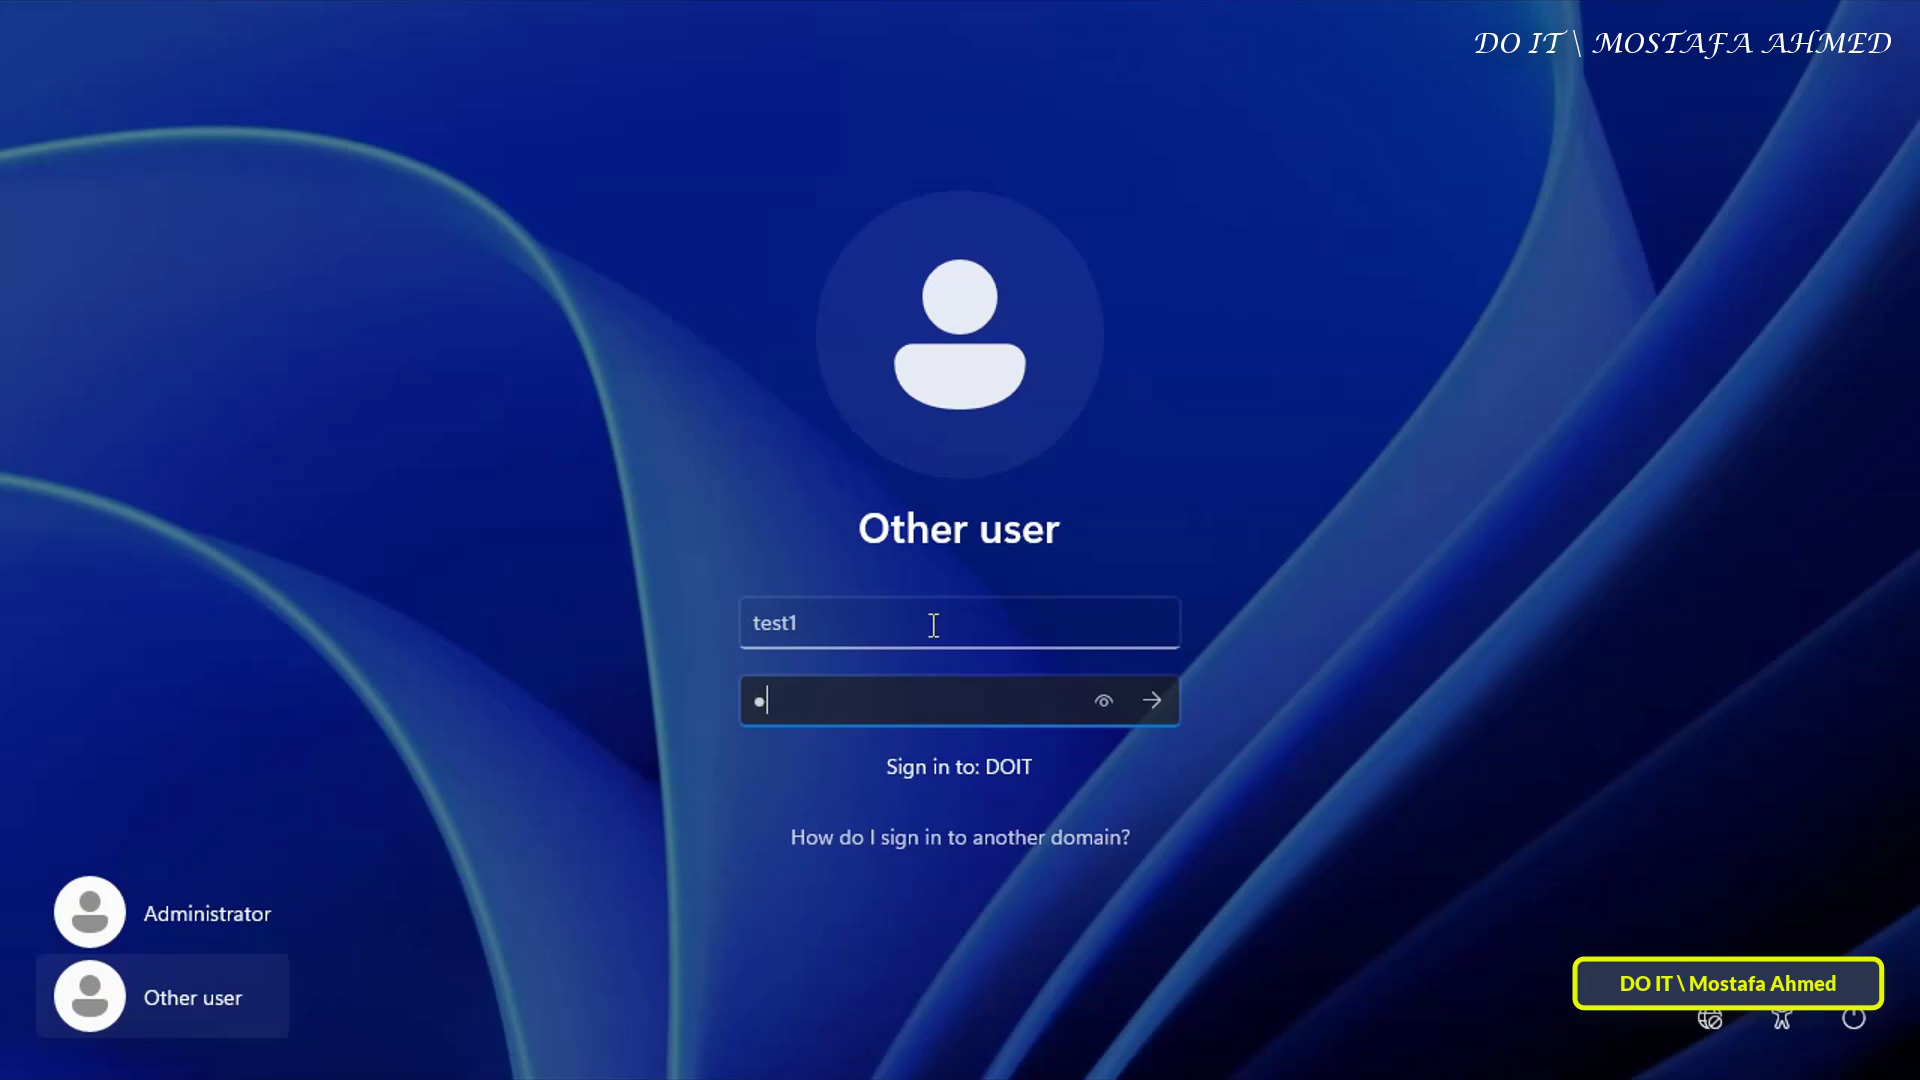 DO IT \ MOSTAFA AHMED
Other user
test1
Sign in to: DOIT
How do I sign in to another domain?
Administrator
Other user
DO IT \ Mostafa Ahmed